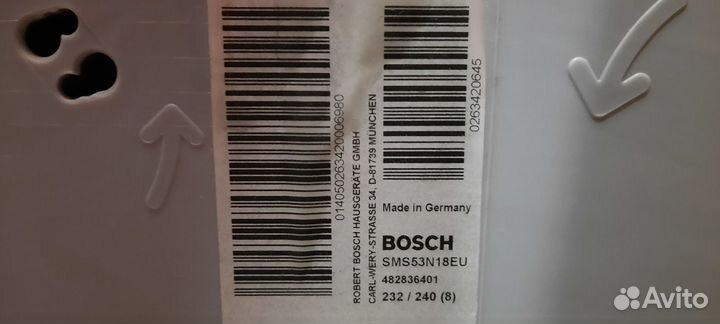 014050263420006980
ROBERT BOSCH HAUSGERÄTE GMBH
CARL-WERY-STRASSE 34, D-81739 MÜNCHEN
0263420645
Made in Germany
BOSCH
SMS53N18EU
482836401
232 / 240 (8)
Avito